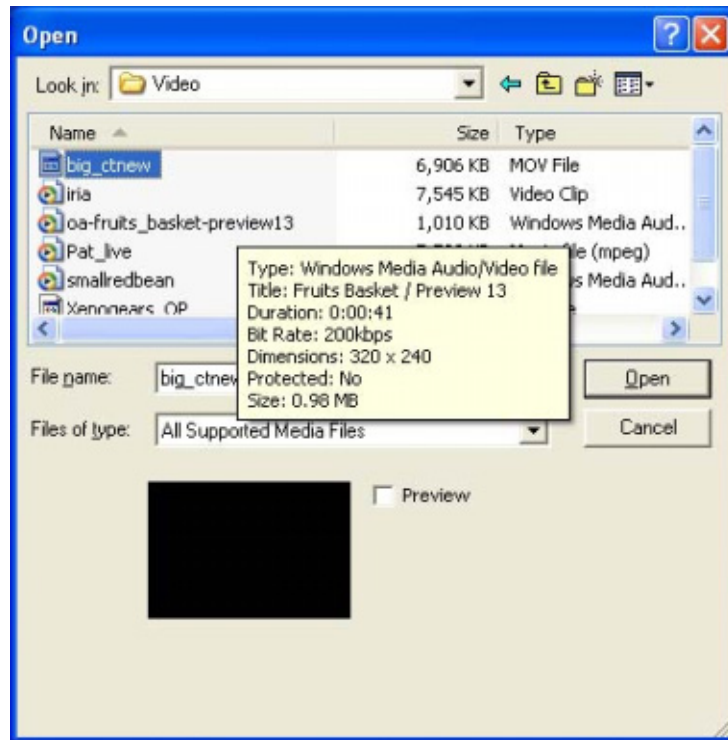 Open
Look in: Video
Name Size Type
big_ctnew 6,906 KB MOV File
iria 7,545 KB Video Clip
oa-fruits_basket-preview13 1,010 KB Windows Media Aud..
Pat_live file (mpeg)
smallredbean Media Aud..
Xenogears_OP
Type: Windows Media Audio/Video file
Title: Fruits Basket / Preview 13
Duration: 0:00:41
Bit Rate: 200kbps
Dimensions: 320 x 240
Protected: No
Size: 0.98 MB
File name: big_ctnew Open
Files of type: All Supported Media Files Cancel
Preview